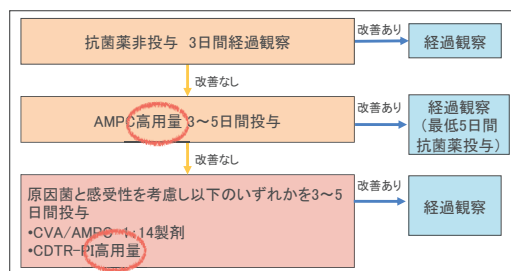 抗菌薬非投与 3日間経過観察
改善あり
経過観察
改善なし
AMPC高用量 3～5日間投与
改善あり
経過観察
（最低5日間
抗菌薬投与）
改善なし
原因菌と感受性を考慮し以下のいずれかを3～5
日間投与
•CVA/AMPC 1：14製剤
•CDTR-PI高用量
改善あり
経過観察